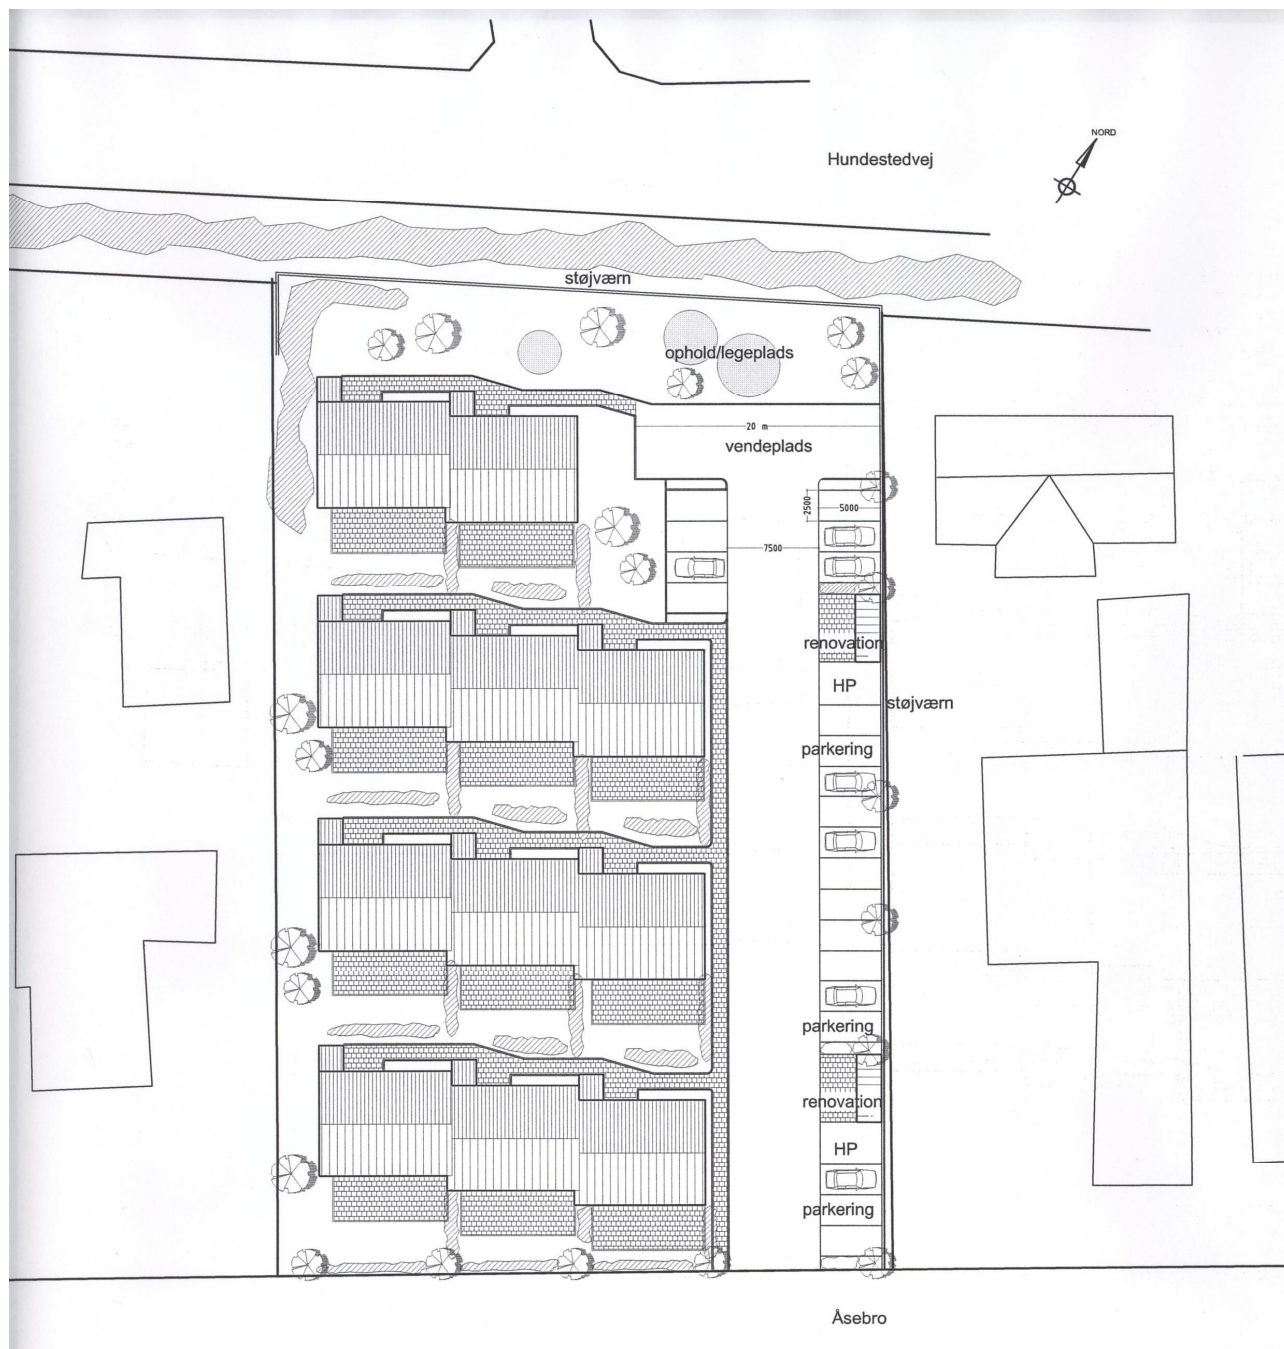 NORD
Hundestedvej
støjværn
ophold/legeplads
20 m
vendeplads
2500
5000
7500
renovation
HP
støjværn
parkering
parkering
renovation
HP
parkering
Åsebro